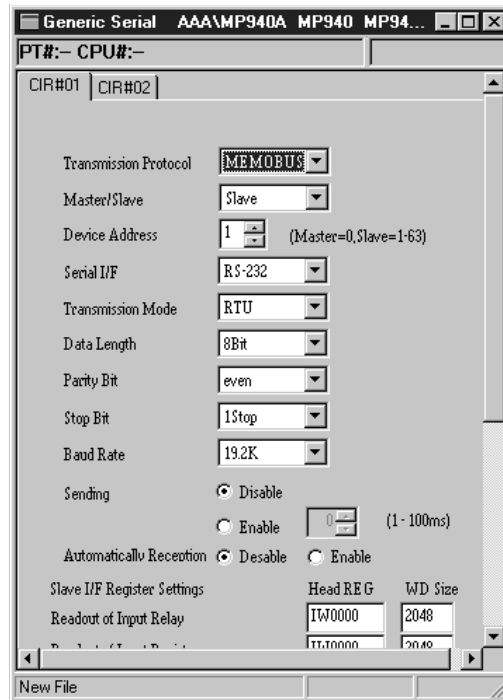 Generic Serial AAA\MP940A MP940 MP94...
PT#:– CPU#:–
CIR#01 CIR#02
Transmission Protocol MEMOBUS
Master/Slave Slave
Device Address 1 (Master=0,Slave=1-63)
Serial I/F RS-232
Transmission Mode RTU
Data Length 8Bit
Parity Bit even
Stop Bit 1Stop
Baud Rate 19.2K
Sending Disable
Enable 0 (1 - 100ms)
Automatically Reception Desable Enable
Slave I/F Register Settings Head REG WD Size
Readout of Input Relay IW0000 2048
IW0000 2048
New File